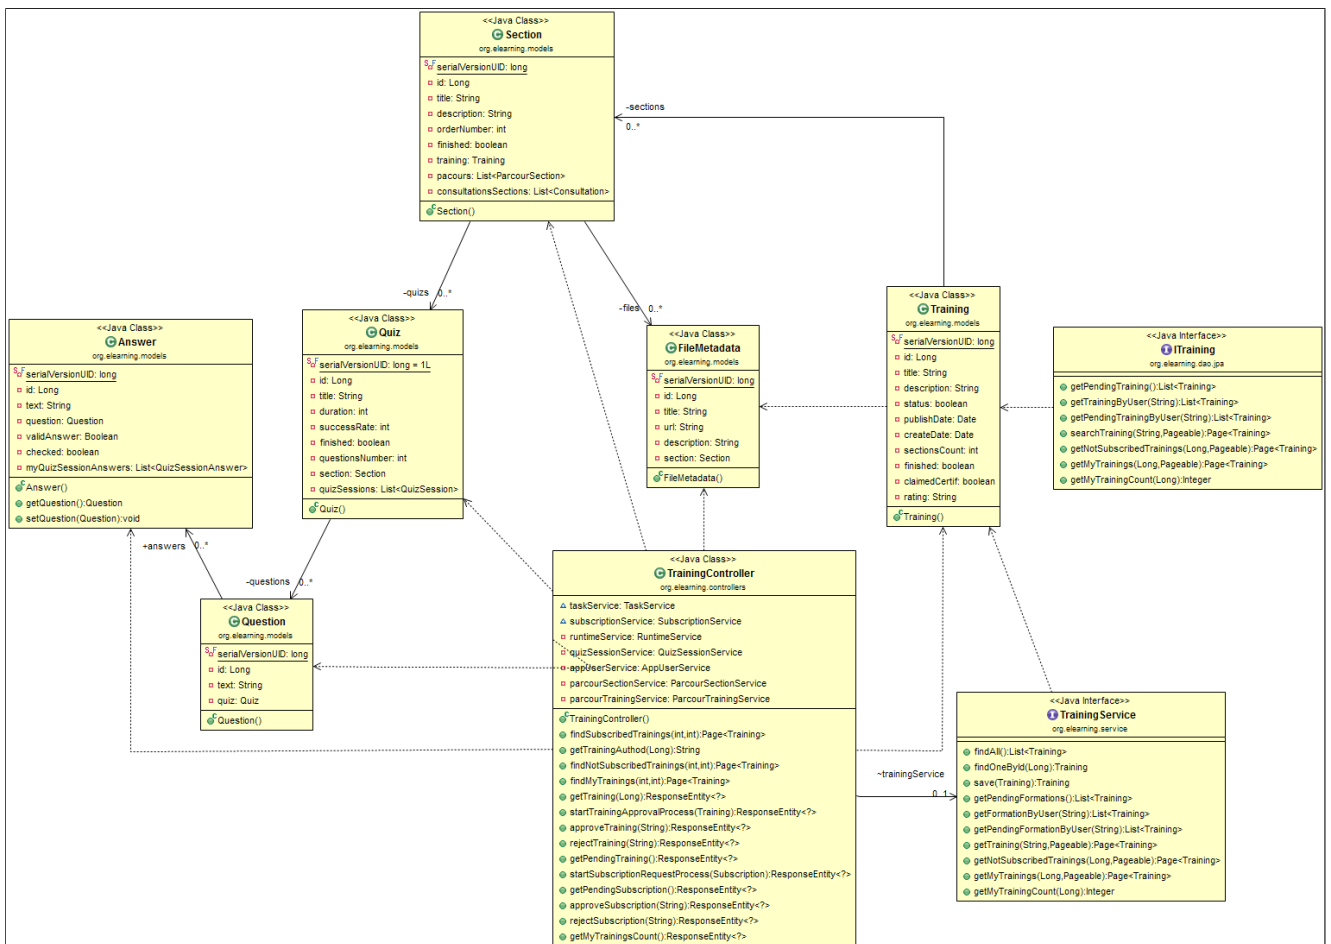 <<Java Class>>
Section
org.elearning.models
serialVersionUID: long
id: Long
title: String
description: String
orderNumber: int
finished: boolean
training: Training
pacours: List<ParcourSection>
consultationsSections: List<Consultation>
Section()
-sections
0..*
-quizs 0..*
-files 0..*
<<Java Class>>
Answer
org.elearning.models
serialVersionUID: long
id: Long
text: String
question: Question
validAnswer: Boolean
checked: boolean
myQuizSessionAnswers: List<QuizSessionAnswer>
Answer()
getQuestion():Question
setQuestion(Question):void
<<Java Class>>
Quiz
org.elearning.models
serialVersionUID: long = 1L
id: Long
title: String
duration: int
successRate: int
finished: boolean
questionsNumber: int
section: Section
quizSessions: List<QuizSession>
Quiz()
<<Java Class>>
FileMetadata
org.elearning.models
serialVersionUID: long
id: Long
title: String
url: String
description: String
section: Section
FileMetadata()
<<Java Class>>
Training
org.elearning.models
serialVersionUID: long
id: Long
title: String
description: String
status: boolean
publishDate: Date
createDate: Date
sectionsCount: int
finished: boolean
claimedCertif: boolean
rating: String
Training()
<<Java Interface>>
ITraining
org.elearning.dao.jpa
getPendingTraining():List<Training>
getTrainingByUser(String):List<Training>
getPendingTrainingByUser(String):List<Training>
searchTraining(String,Pageable):Page<Training>
getNotSubscribedTrainings(Long,Pageable):Page<Training>
getMyTrainings(Long,Pageable):Page<Training>
getMyTrainingCount(Long):Integer
+answers 0..*
-questions 0..*
<<Java Class>>
Question
org.elearning.models
serialVersionUID: long
id: Long
text: String
quiz: Quiz
Question()
<<Java Class>>
TrainingController
org.elearning.controllers
taskService: TaskService
subscriptionService: SubscriptionService
runtimeService: RuntimeService
quizSessionService: QuizSessionService
appUserService: AppUserService
parcourSectionService: ParcourSectionService
parcourTrainingService: ParcourTrainingService
TrainingController()
findSubscribedTrainings(int,int):Page<Training>
getTrainingAuthod(Long):String
findNotSubscribedTrainings(int,int):Page<Training>
findMyTrainings(int,int):Page<Training>
getTraining(Long):ResponseEntity<?>
startTrainingApprovalProcess(Training):ResponseEntity<?>
approveTraining(String):ResponseEntity<?>
rejectTraining(String):ResponseEntity<?>
getPendingTraining():ResponseEntity<?>
startSubscriptionRequestProcess(Subscription):ResponseEntity<?>
getPendingSubscription():ResponseEntity<?>
approveSubscription(String):ResponseEntity<?>
rejectSubscription(String):ResponseEntity<?>
getMyTrainingsCount():ResponseEntity<?>
~trainingService
0..1
<<Java Interface>>
TrainingService
org.elearning.service
findAll():List<Training>
findOneById(Long):Training
save(Training):Training
getPendingFormations():List<Training>
getFormationByUser(String):List<Training>
getPendingFormationByUser(String):List<Training>
getTraining(String,Pageable):Page<Training>
getNotSubscribedTrainings(Long,Pageable):Page<Training>
getMyTrainings(Long,Pageable):Page<Training>
getMyTrainingCount(Long):Integer